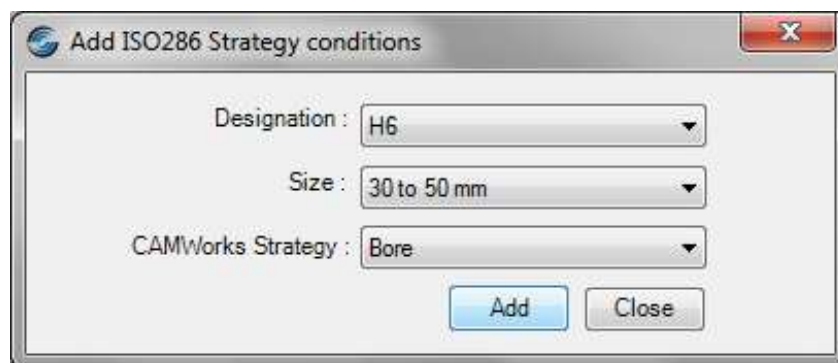 Add ISO286 Strategy conditions
Designation : H6
Size : 30 to 50 mm
CAMWorks Strategy : Bore
Add Close